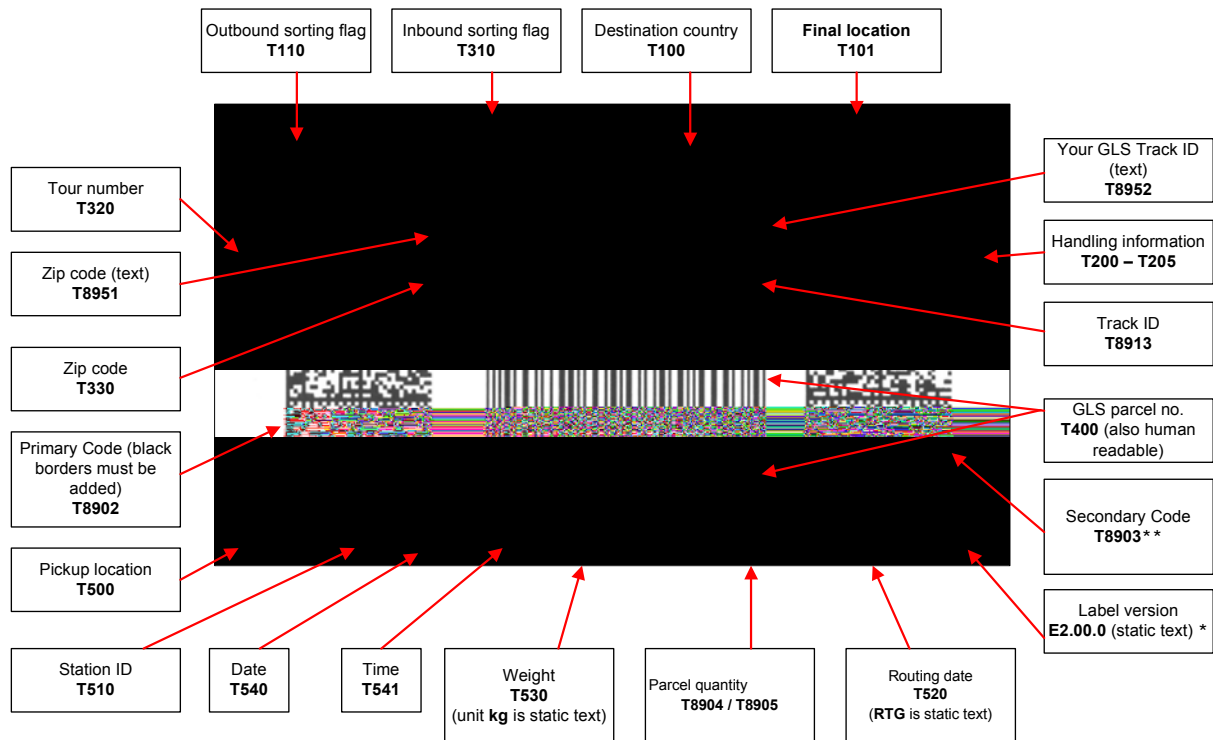 Outbound sorting flag
T110
Inbound sorting flag
T310
Destination country
T100
Final location
T101
Your GLS Track ID
(text)
T8952
Tour number
T320
Handling information
T200 – T205
Zip code (text)
T8951
Track ID
T8913
Zip code
T330
GLS parcel no.
T400 (also human
readable)
Primary Code (black
borders must be
added)
T8902
Secondary Code
T8903**
Pickup location
T500
Label version
E2.00.0 (static text) *
Station ID
T510
Date
T540
Time
T541
Weight
T530
(unit kg is static text)
Parcel quantity
T8904 / T8905
Routing date
T520
(RTG is static text)